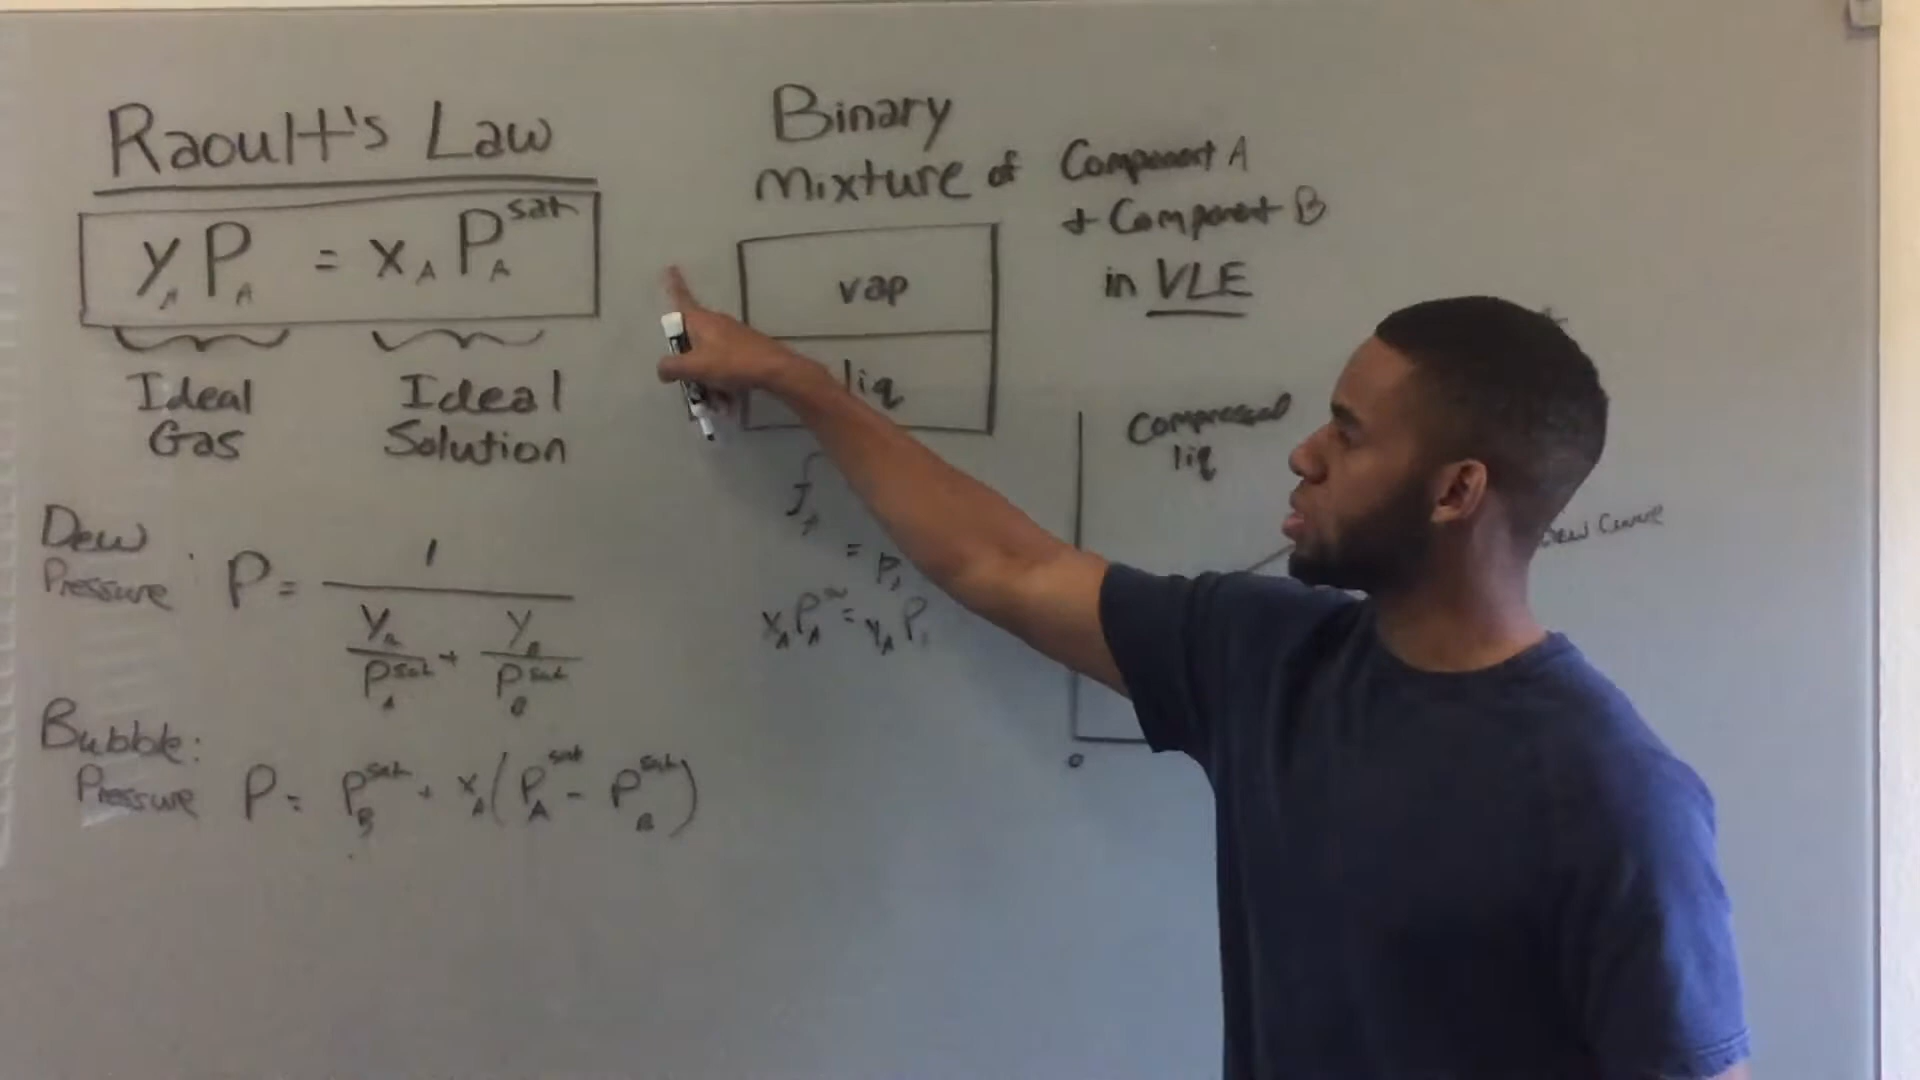 Raoult's Law
y_A P_A = x_A P_A^sat
Ideal Gas
Ideal Solution
Dew Pressure : P = 1 / (y_A / P_A^sat + y_B / P_B^sat)
Bubble: Pressure P = P_B^sat + x_A (P_A^sat - P_B^sat)
Binary
Mixture of Component A
+ Component B
in VLE
vap
liq
x_A P_A = y_A P
Compressed
liq
Dew Curve
0